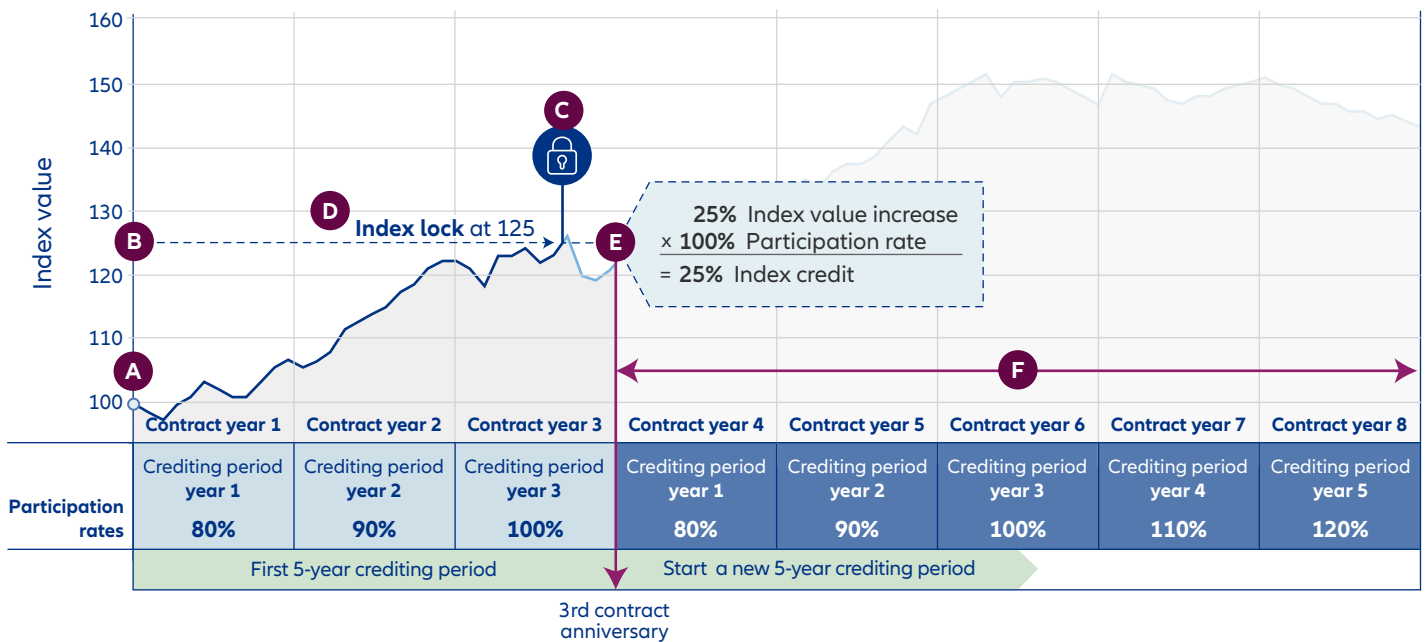 Index value
160
150
140
130
120
110
100
A
B
C
D
Index lock at 125
E
25% Index value increase
x 100% Participation rate
= 25% Index credit
F
Contract year 1
Contract year 2
Contract year 3
Contract year 4
Contract year 5
Contract year 6
Contract year 7
Contract year 8
Participation
rates
Crediting period
year 1
80%
Crediting period
year 2
90%
Crediting period
year 3
100%
Crediting period
year 1
80%
Crediting period
year 2
90%
Crediting period
year 3
100%
Crediting period
year 4
110%
Crediting period
year 5
120%
First 5-year crediting period
Start a new 5-year crediting period
3rd contract
anniversary